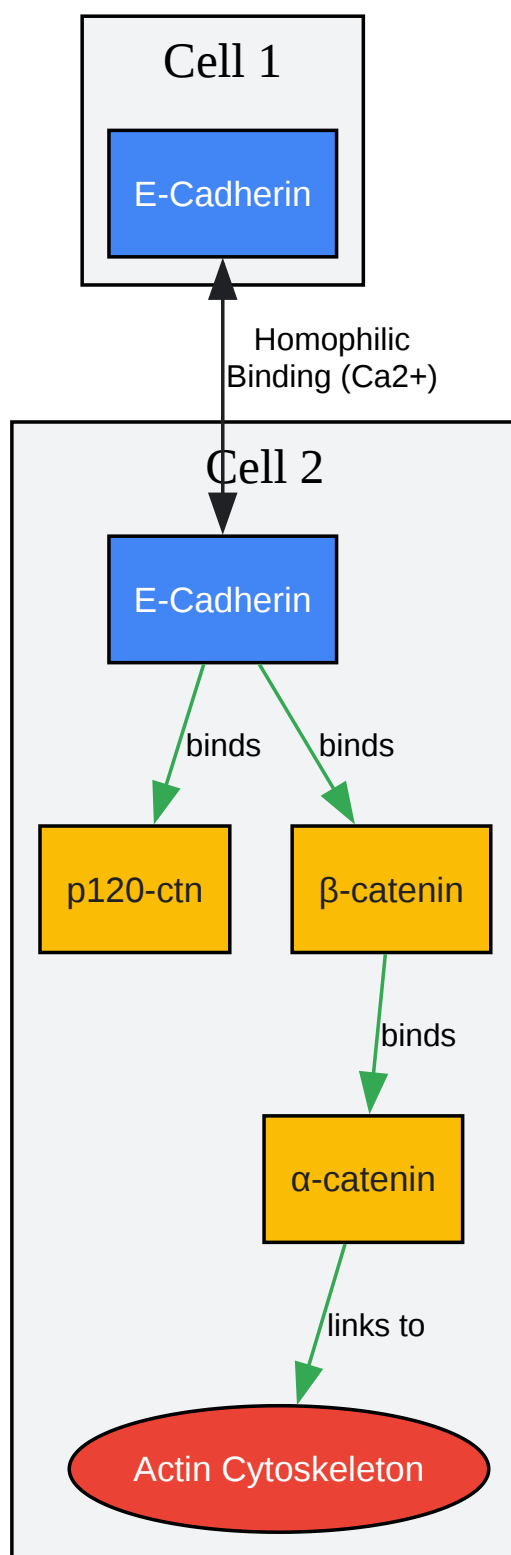 Cell 1
E-Cadherin
Homophilic
Binding (Ca2+)
Cell 2
E-Cadherin
binds
binds
p120-ctn
β-catenin
binds
α-catenin
links to
Actin Cytoskeleton